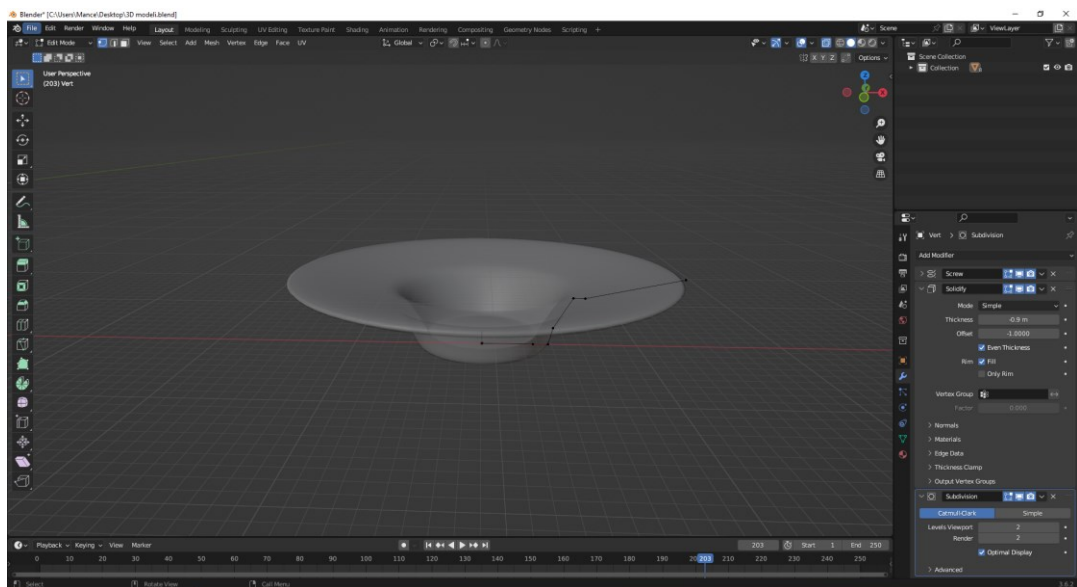 Blender* [C:\Users\Mance\Desktop\3D modeli.blend]
File Edit Render Window Help Layout Modeling Sculpting UV Editing Texture Paint Shading Animation Rendering Compositing Geometry Nodes Scripting + Scene ViewLayer
Edit Mode View Select Add Mesh Vertex Edge Face UV Global
X Y Z Options
User Perspective
(203) Vert
Z
Y
X
Scene Collection
Collection
Vert > Subdivision
Add Modifier
Screw
Solidify
Mode Simple
Thickness -0.9 m
Offset -1.0000
Even Thickness
Rim Fill
Only Rim
Vertex Group
Factor 0.000
> Normals
> Materials
> Edge Data
> Thickness Clamp
> Output Vertex Groups
Subdivision
Catmull-Clark Simple
Levels Viewport 2
Render 2
Optimal Display
> Advanced
Playback Keying View Marker 203 Start 1 End 250
0 10 20 30 40 50 60 70 80 90 100 110 120 130 140 150 160 170 180 190 203 210 220 230 240 250
Select Rotate View Call Menu 3.6.2